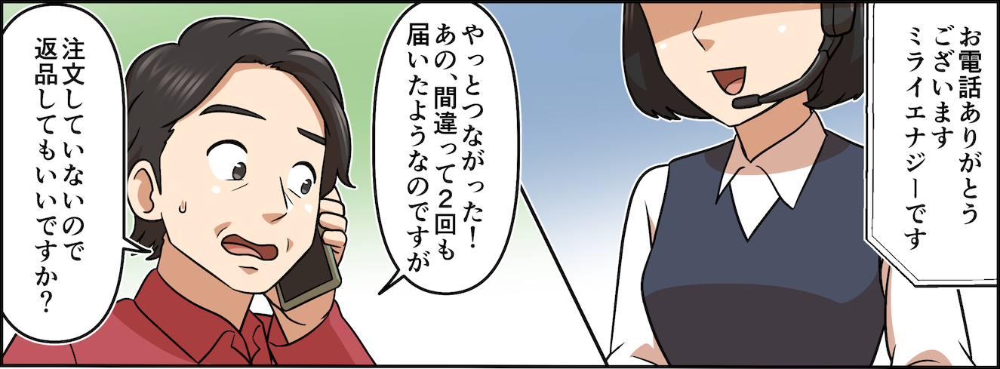 お電話ありがとう
ございます
ミライエナジーです
やっとつながった！
あの、間違って2回も
届いたようなのですが
注文していないので
返品してもいいですか？